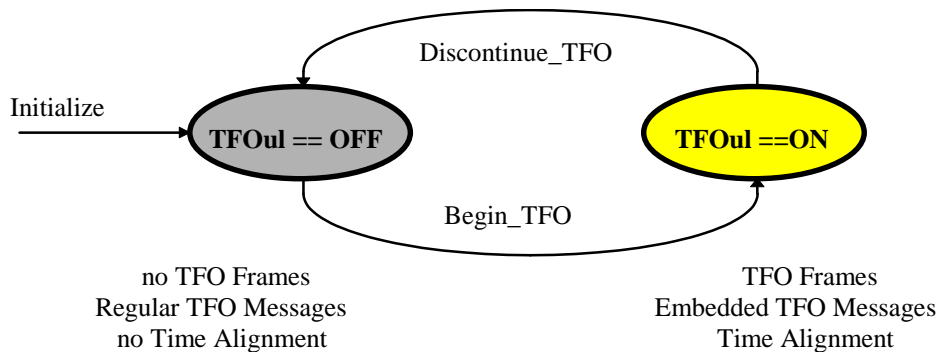 Discontinue_TFO
Initialize
TFOul == OFF
TFOul ==ON
Begin_TFO
no TFO Frames
Regular TFO Messages
no Time Alignment
TFO Frames
Embedded TFO Messages
Time Alignment